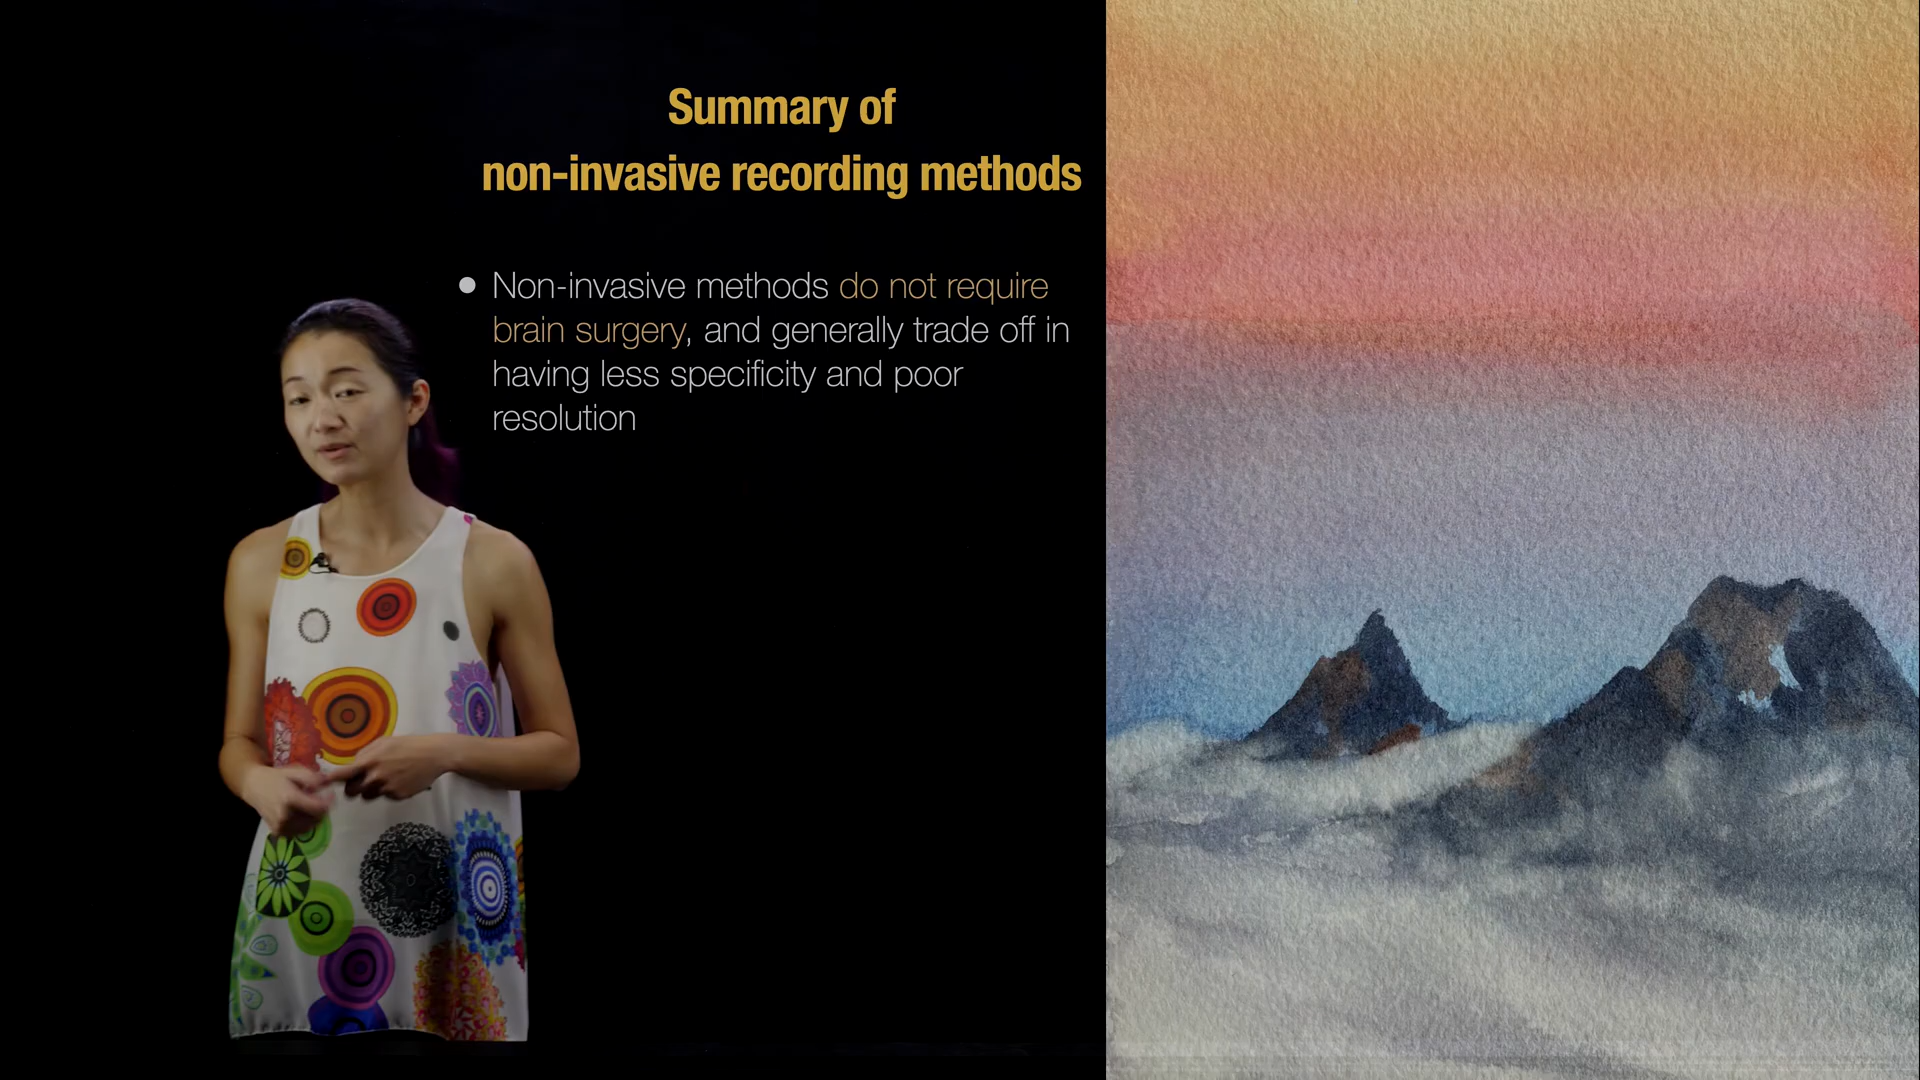 Summary of
non-invasive recording methods
● Non-invasive methods do not require
brain surgery, and generally trade off in
having less specificity and poor
resolution